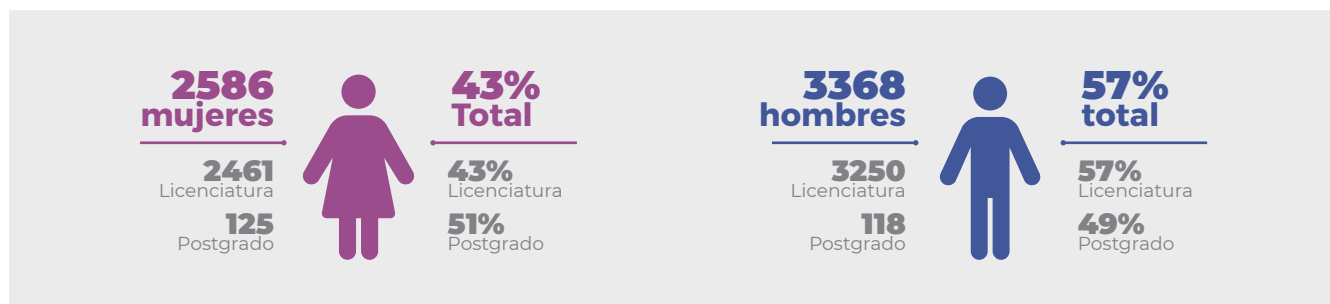 2586
mujeres
2461
Licenciatura
125
Postgrado
43%
Total
43%
Licenciatura
51%
Postgrado
3368
hombres
3250
Licenciatura
118
Postgrado
57%
total
57%
Licenciatura
49%
Postgrado